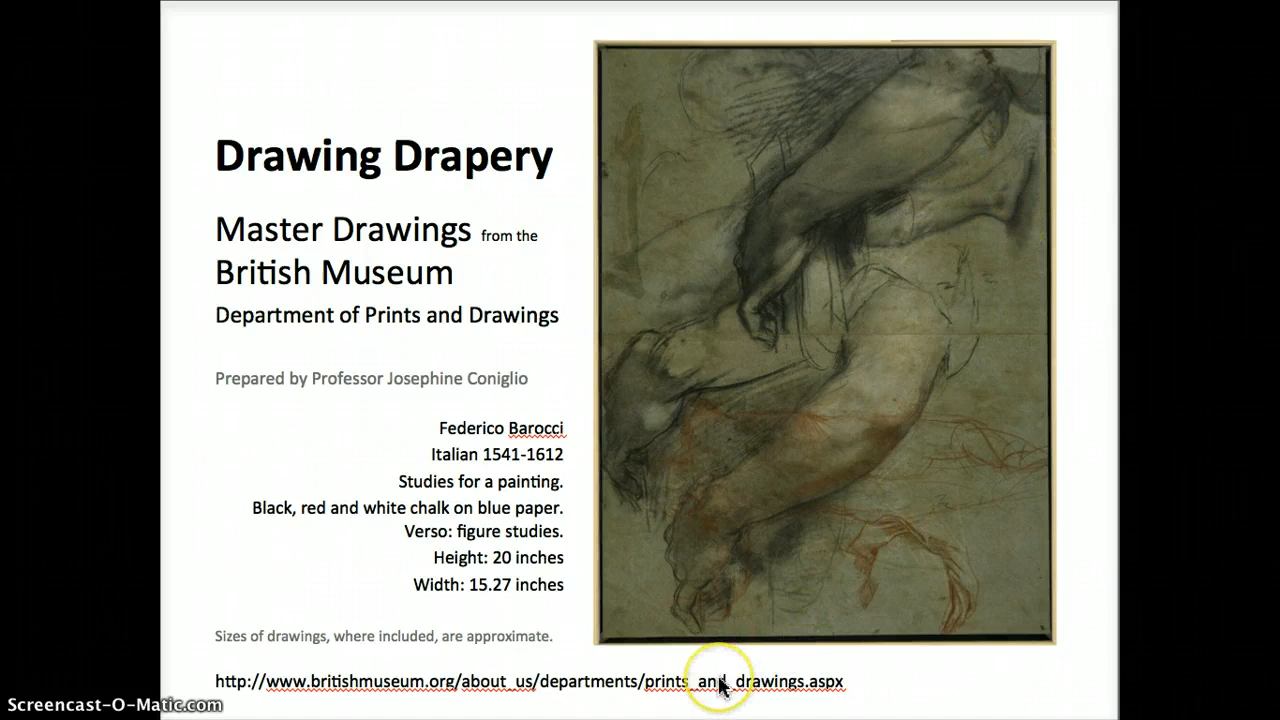 Drawing Drapery
Master Drawings from the
British Museum
Department of Prints and Drawings
Prepared by Professor Josephine Coniglio
Federico Barocci
Italian 1541-1612
Studies for a painting.
Black, red and white chalk on blue paper.
Verso: figure studies.
Height: 20 inches
Width: 15.27 inches
Sizes of drawings, where included, are approximate.
http://www.britishmuseum.org/about_us/departments/prints_and_drawings.aspx
Screencast-O-Matic.com